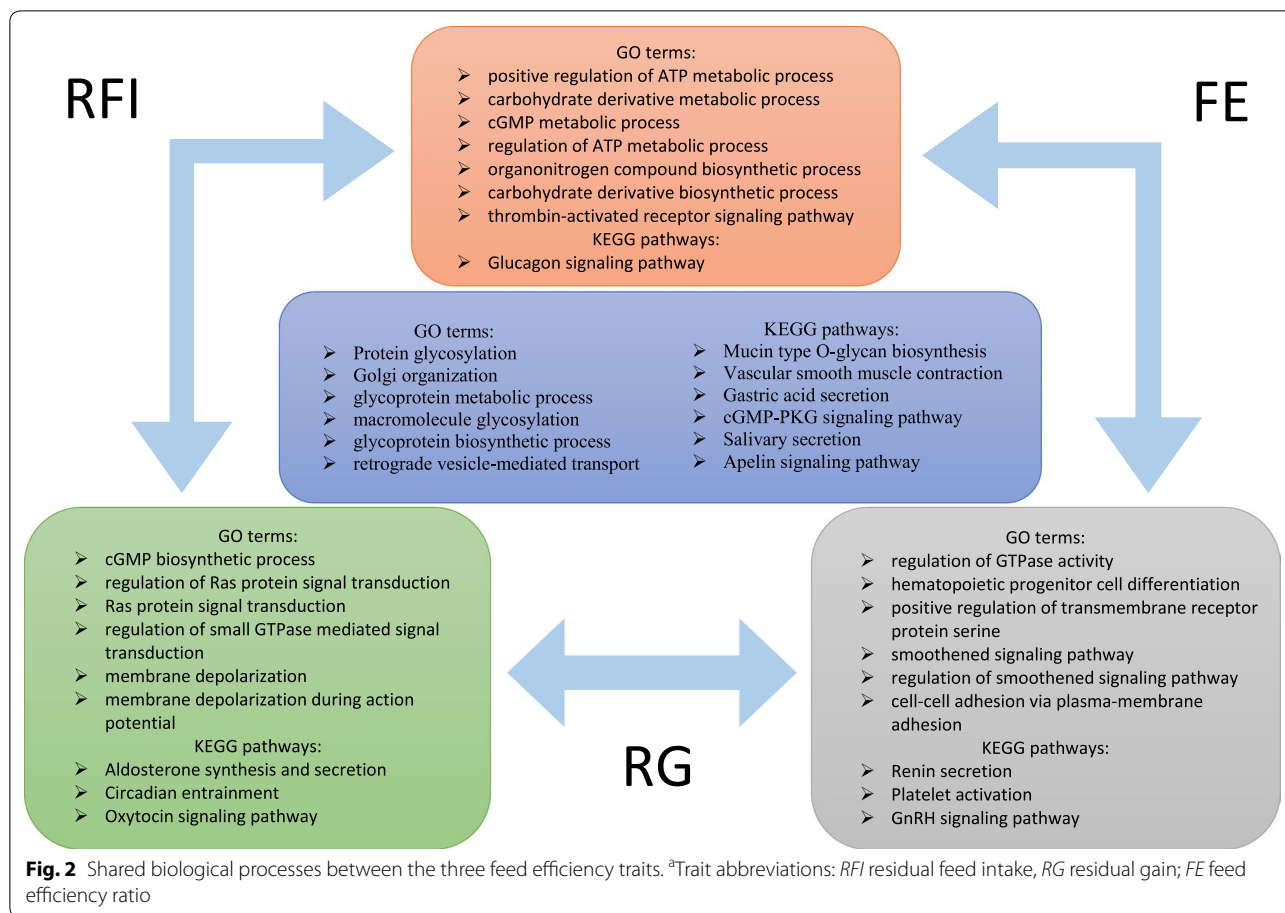 RFI
FE
GO terms:
➢ positive regulation of ATP metabolic process
➢ carbohydrate derivative metabolic process
➢ cGMP metabolic process
➢ regulation of ATP metabolic process
➢ organonitrogen compound biosynthetic process
➢ carbohydrate derivative biosynthetic process
➢ thrombin-activated receptor signaling pathway
KEGG pathways:
➢ Glucagon signaling pathway
GO terms:
➢ Protein glycosylation
➢ Golgi organization
➢ glycoprotein metabolic process
➢ macromolecule glycosylation
➢ glycoprotein biosynthetic process
➢ retrograde vesicle-mediated transport
KEGG pathways:
➢ Mucin type O-glycan biosynthesis
➢ Vascular smooth muscle contraction
➢ Gastric acid secretion
➢ cGMP-PKG signaling pathway
➢ Salivary secretion
➢ Apelin signaling pathway
GO terms:
➢ cGMP biosynthetic process
➢ regulation of Ras protein signal transduction
➢ Ras protein signal transduction
➢ regulation of small GTPase mediated signal
transduction
➢ membrane depolarization
➢ membrane depolarization during action
potential
KEGG pathways:
➢ Aldosterone synthesis and secretion
➢ Circadian entrainment
➢ Oxytocin signaling pathway
RG
GO terms:
➢ regulation of GTPase activity
➢ hematopoietic progenitor cell differentiation
➢ positive regulation of transmembrane receptor
protein serine
➢ smoothened signaling pathway
➢ regulation of smoothened signaling pathway
➢ cell-cell adhesion via plasma-membrane
adhesion
KEGG pathways:
➢ Renin secretion
➢ Platelet activation
➢ GnRH signaling pathway
Fig. 2 Shared biological processes between the three feed efficiency traits. ᵃTrait abbreviations: RFI residual feed intake, RG residual gain; FE feed
efficiency ratio